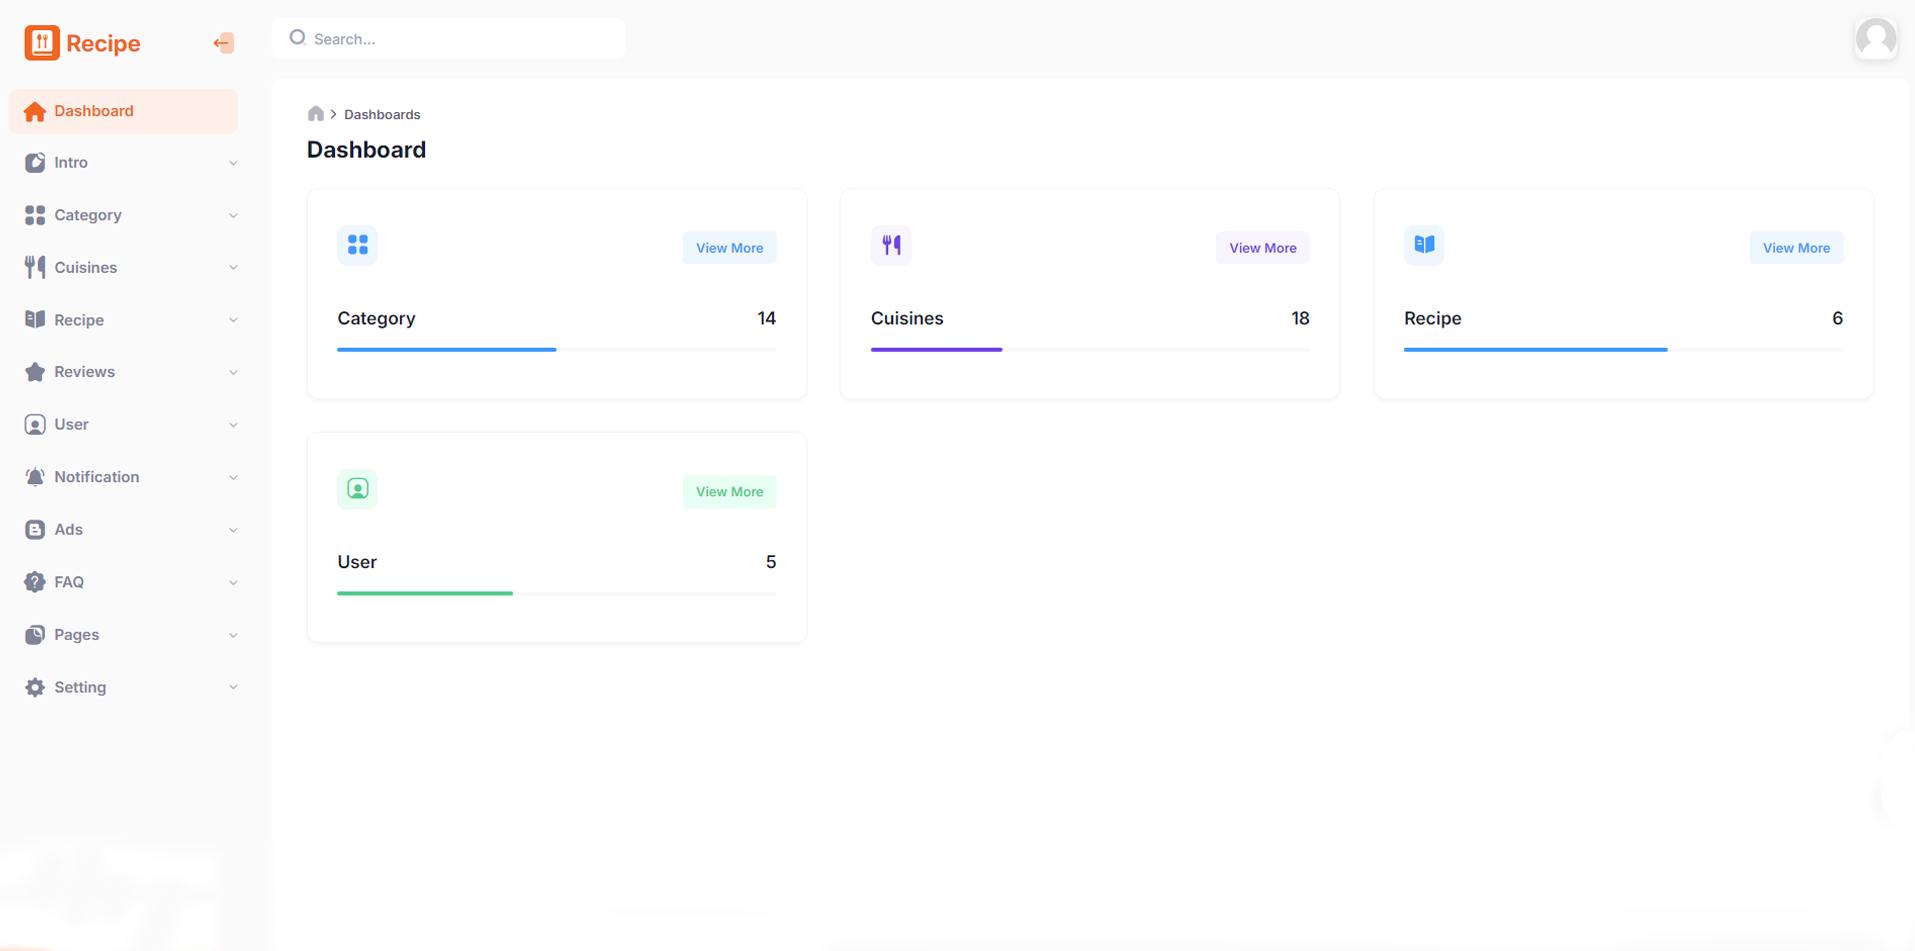 Recipe
Search...
Dashboard
Intro
Category
Cuisines
Recipe
Reviews
User
Notification
Ads
FAQ
Pages
Setting
Dashboards
Dashboard
View More
Category 14
View More
Cuisines 18
View More
Recipe 6
View More
User 5